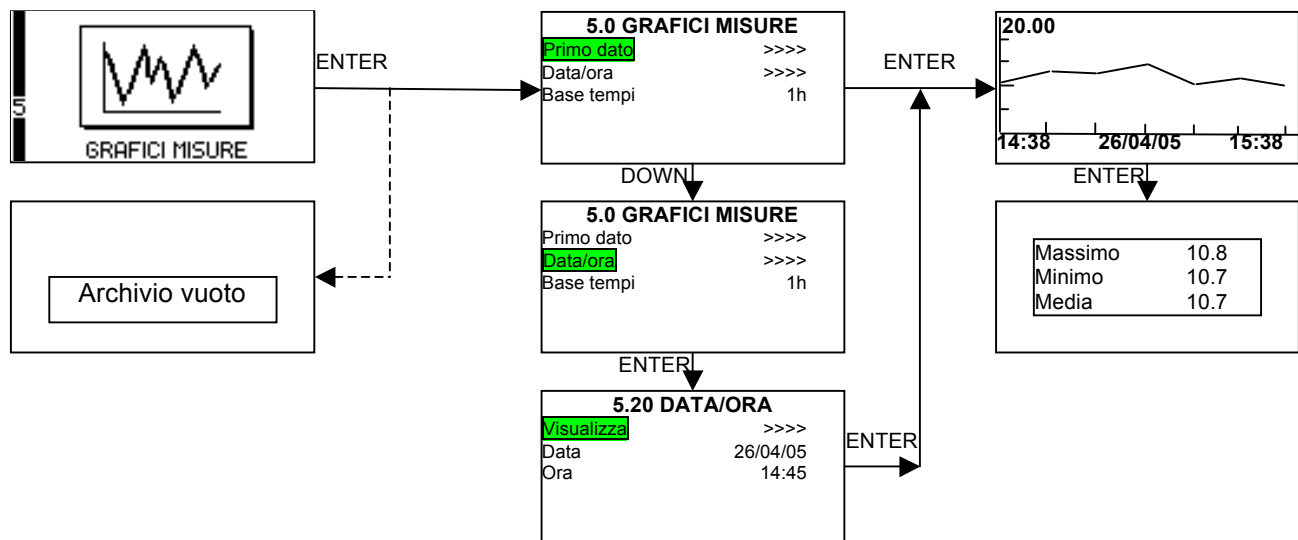 5
GRAFICI MISURE
ENTER
5.0 GRAFICI MISURE
Primo dato >>>>
Data/ora >>>>
Base tempi 1h
ENTER
20.00
14:38 26/04/05 15:38
DOWN
ENTER
Archivio vuoto
5.0 GRAFICI MISURE
Primo dato >>>>
Data/ora >>>>
Base tempi 1h
Massimo 10.8
Minimo 10.7
Media 10.7
ENTER
5.20 DATA/ORA
Visualizza >>>>
Data 26/04/05
Ora 14:45
ENTER